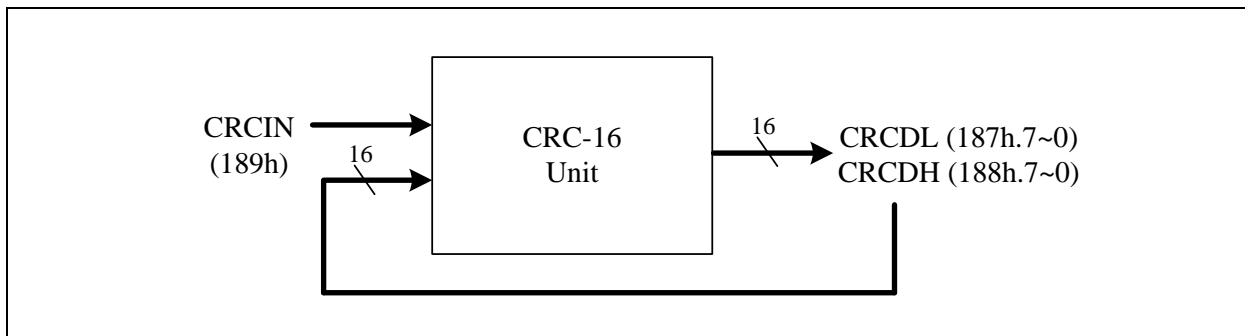 CRCIN
(189h)
16
CRC-16
Unit
16
CRCDL (187h.7~0)
CRCDH (188h.7~0)